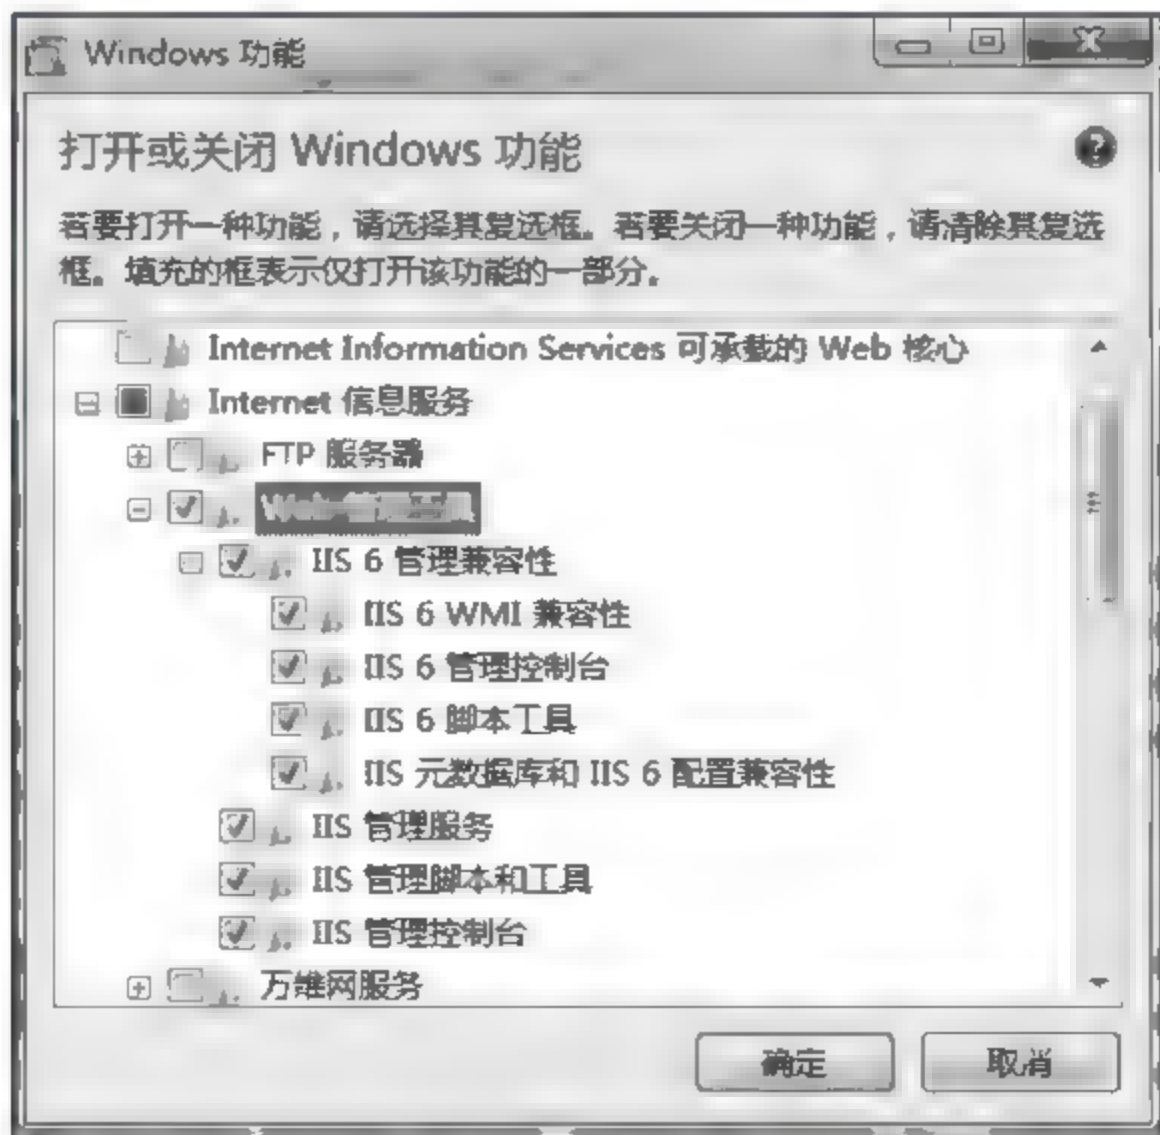 Windows 功能
打开或关闭 Windows 功能
若要打开一种功能，请选择其复选框。若要关闭一种功能，请清除其复选
框。填充的框表示仅打开该功能的一部分。
Internet Information Services 可承载的 Web 核心
Internet 信息服务
FTP 服务器
Web 管理工具
IIS 6 管理兼容性
IIS 6 WMI 兼容性
IIS 6 管理控制台
IIS 6 脚本工具
IIS 元数据库和 IIS 6 配置兼容性
IIS 管理服务
IIS 管理脚本和工具
IIS 管理控制台
万维网服务
确定
取消